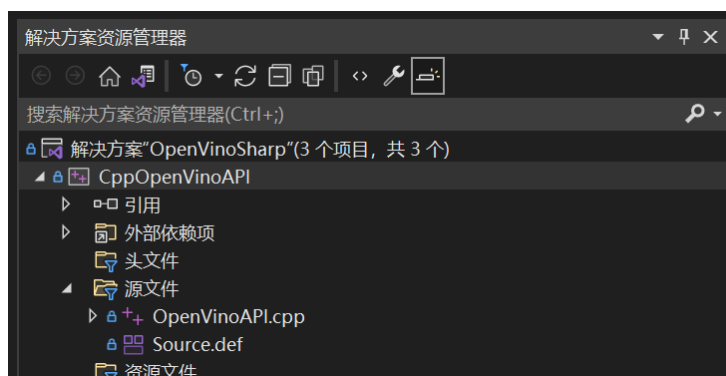 解决方案资源管理器
搜索解决方案资源管理器(Ctrl+;)
解决方案“OpenVinoSharp”(3 个项目，共 3 个)
CppOpenVinoAPI
引用
外部依赖项
头文件
源文件
OpenVinoAPI.cpp
Source.def
资源文件